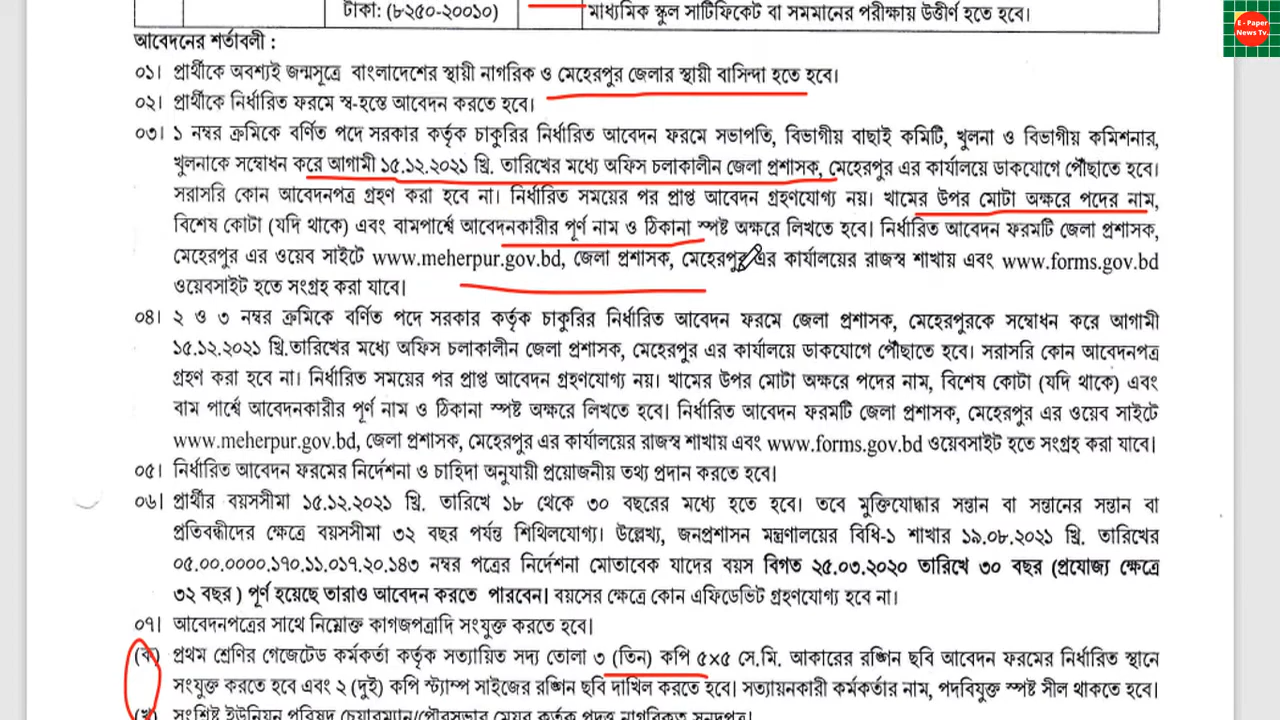 টাকা: (৮২৫০-২০০১০)
মাধ্যমিক স্কুল সার্টিফিকেট বা সমমানের পরীক্ষায় উত্তীর্ণ হতে হবে।
E - Paper
News Tv.
আবেদনের শর্তাবলী :
০১। প্রার্থীকে অবশ্যই জন্মসূত্রে বাংলাদেশের স্থায়ী নাগরিক ও মেহেরপুর জেলার স্থায়ী বাসিন্দা হতে হবে।
০২। প্রার্থীকে নির্ধারিত ফরমে স্ব-হস্তে আবেদন করতে হবে।
০৩। ১ নম্বর ক্রমিকে বর্ণিত পদে সরকার কর্তৃক চাকুরির নির্ধারিত আবেদন ফরমে সভাপতি, বিভাগীয় বাছাই কমিটি, খুলনা ও বিভাগীয় কমিশনার,
খুলনাকে সম্বোধন করে আগামী ১৫.১২.২০২১ খ্রি. তারিখের মধ্যে অফিস চলাকালীন জেলা প্রশাসক, মেহেরপুর এর কার্যালয়ে ডাকযোগে পৌঁছাতে হবে।
সরাসরি কোন আবেদনপত্র গ্রহণ করা হবে না। নির্ধারিত সময়ের পর প্রাপ্ত আবেদন গ্রহণযোগ্য নয়। খামের উপর মোটা অক্ষরে পদের নাম,
বিশেষ কোটা (যদি থাকে) এবং বামপার্শ্বে আবেদনকারীর পূর্ণ নাম ও ঠিকানা স্পষ্ট অক্ষরে লিখতে হবে। নির্ধারিত আবেদন ফরমটি জেলা প্রশাসক,
মেহেরপুর এর ওয়েব সাইটে www.meherpur.gov.bd, জেলা প্রশাসক, মেহেরপুর এর কার্যালয়ের রাজস্ব শাখায় এবং www.forms.gov.bd
ওয়েবসাইট হতে সংগ্রহ করা যাবে।
০৪। ২ ও ৩ নম্বর ক্রমিকে বর্ণিত পদে সরকার কর্তৃক চাকুরির নির্ধারিত আবেদন ফরমে জেলা প্রশাসক, মেহেরপুরকে সম্বোধন করে আগামী
১৫.১২.২০২১ খ্রি.তারিখের মধ্যে অফিস চলাকালীন জেলা প্রশাসক, মেহেরপুর এর কার্যালয়ে ডাকযোগে পৌঁছাতে হবে। সরাসরি কোন আবেদনপত্র
গ্রহণ করা হবে না। নির্ধারিত সময়ের পর প্রাপ্ত আবেদন গ্রহণযোগ্য নয়। খামের উপর মোটা অক্ষরে পদের নাম, বিশেষ কোটা (যদি থাকে) এবং
বাম পার্শ্বে আবেদনকারীর পূর্ণ নাম ও ঠিকানা স্পষ্ট অক্ষরে লিখতে হবে। নির্ধারিত আবেদন ফরমটি জেলা প্রশাসক, মেহেরপুর এর ওয়েব সাইটে
www.meherpur.gov.bd, জেলা প্রশাসক, মেহেরপুর এর কার্যালয়ের রাজস্ব শাখায় এবং www.forms.gov.bd ওয়েবসাইট হতে সংগ্রহ করা যাবে।
০৫। নির্ধারিত আবেদন ফরমের নির্দেশনা ও চাহিদা অনুযায়ী প্রয়োজনীয় তথ্য প্রদান করতে হবে।
০৬। প্রার্থীর বয়সসীমা ১৫.১২.২০২১ খ্রি. তারিখে ১৮ থেকে ৩০ বছরের মধ্যে হতে হবে। তবে মুক্তিযোদ্ধার সন্তান বা সন্তানের সন্তান বা
প্রতিবন্ধীদের ক্ষেত্রে বয়সসীমা ৩২ বছর পর্যন্ত শিথিলযোগ্য। উল্লেখ্য, জনপ্রশাসন মন্ত্রণালয়ের বিধি-১ শাখার ১৯.০৮.২০২১ খ্রি. তারিখের
০৫.০০.০০০০.১৭০.১১.০১৭.২০.১৪৩ নম্বর পত্রের নির্দেশনা মোতাবেক যাদের বয়স বিগত ২৫.০৩.২০২০ তারিখে ৩০ বছর (প্রযোজ্য ক্ষেত্রে
৩২ বছর ) পূর্ণ হয়েছে তারাও আবেদন করতে পারবেন। বয়সের ক্ষেত্রে কোন এফিডেভিট গ্রহণযোগ্য হবে না।
০৭। আবেদনপত্রের সাথে নিম্নোক্ত কাগজপত্রাদি সংযুক্ত করতে হবে।
(ক) প্রথম শ্রেণির গেজেটেড কর্মকর্তা কর্তৃক সত্যায়িত সদ্য তোলা ৩ (তিন) কপি ৫×৫ সে.মি. আকারের রঙ্গিন ছবি আবেদন ফরমের নির্ধারিত স্থানে
সংযুক্ত করতে হবে এবং ২ (দুই) কপি স্ট্যাম্প সাইজের রঙ্গিন ছবি দাখিল করতে হবে। সত্যায়নকারী কর্মকর্তার নাম, পদবিযুক্ত স্পষ্ট সীল থাকতে হবে।
(খ) সংশ্লিষ্ট ইউনিয়ন পরিষদ চেয়ারম্যান/পৌরসভার মেয়র কর্তৃক প্রদত্ত নাগরিকত্ব সনদপত্র।